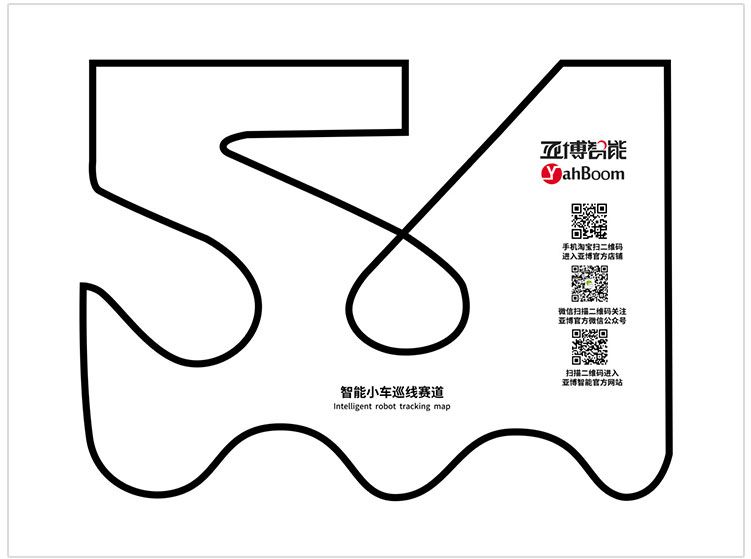 亚博智能
YahBoom
手机淘宝扫二维码
进入亚博官方店铺
微信扫描二维码关注
亚博官方微信公众号
扫描二维码进入
亚博智能官方网站
智能小车巡线赛道
Intelligent robot tracking map